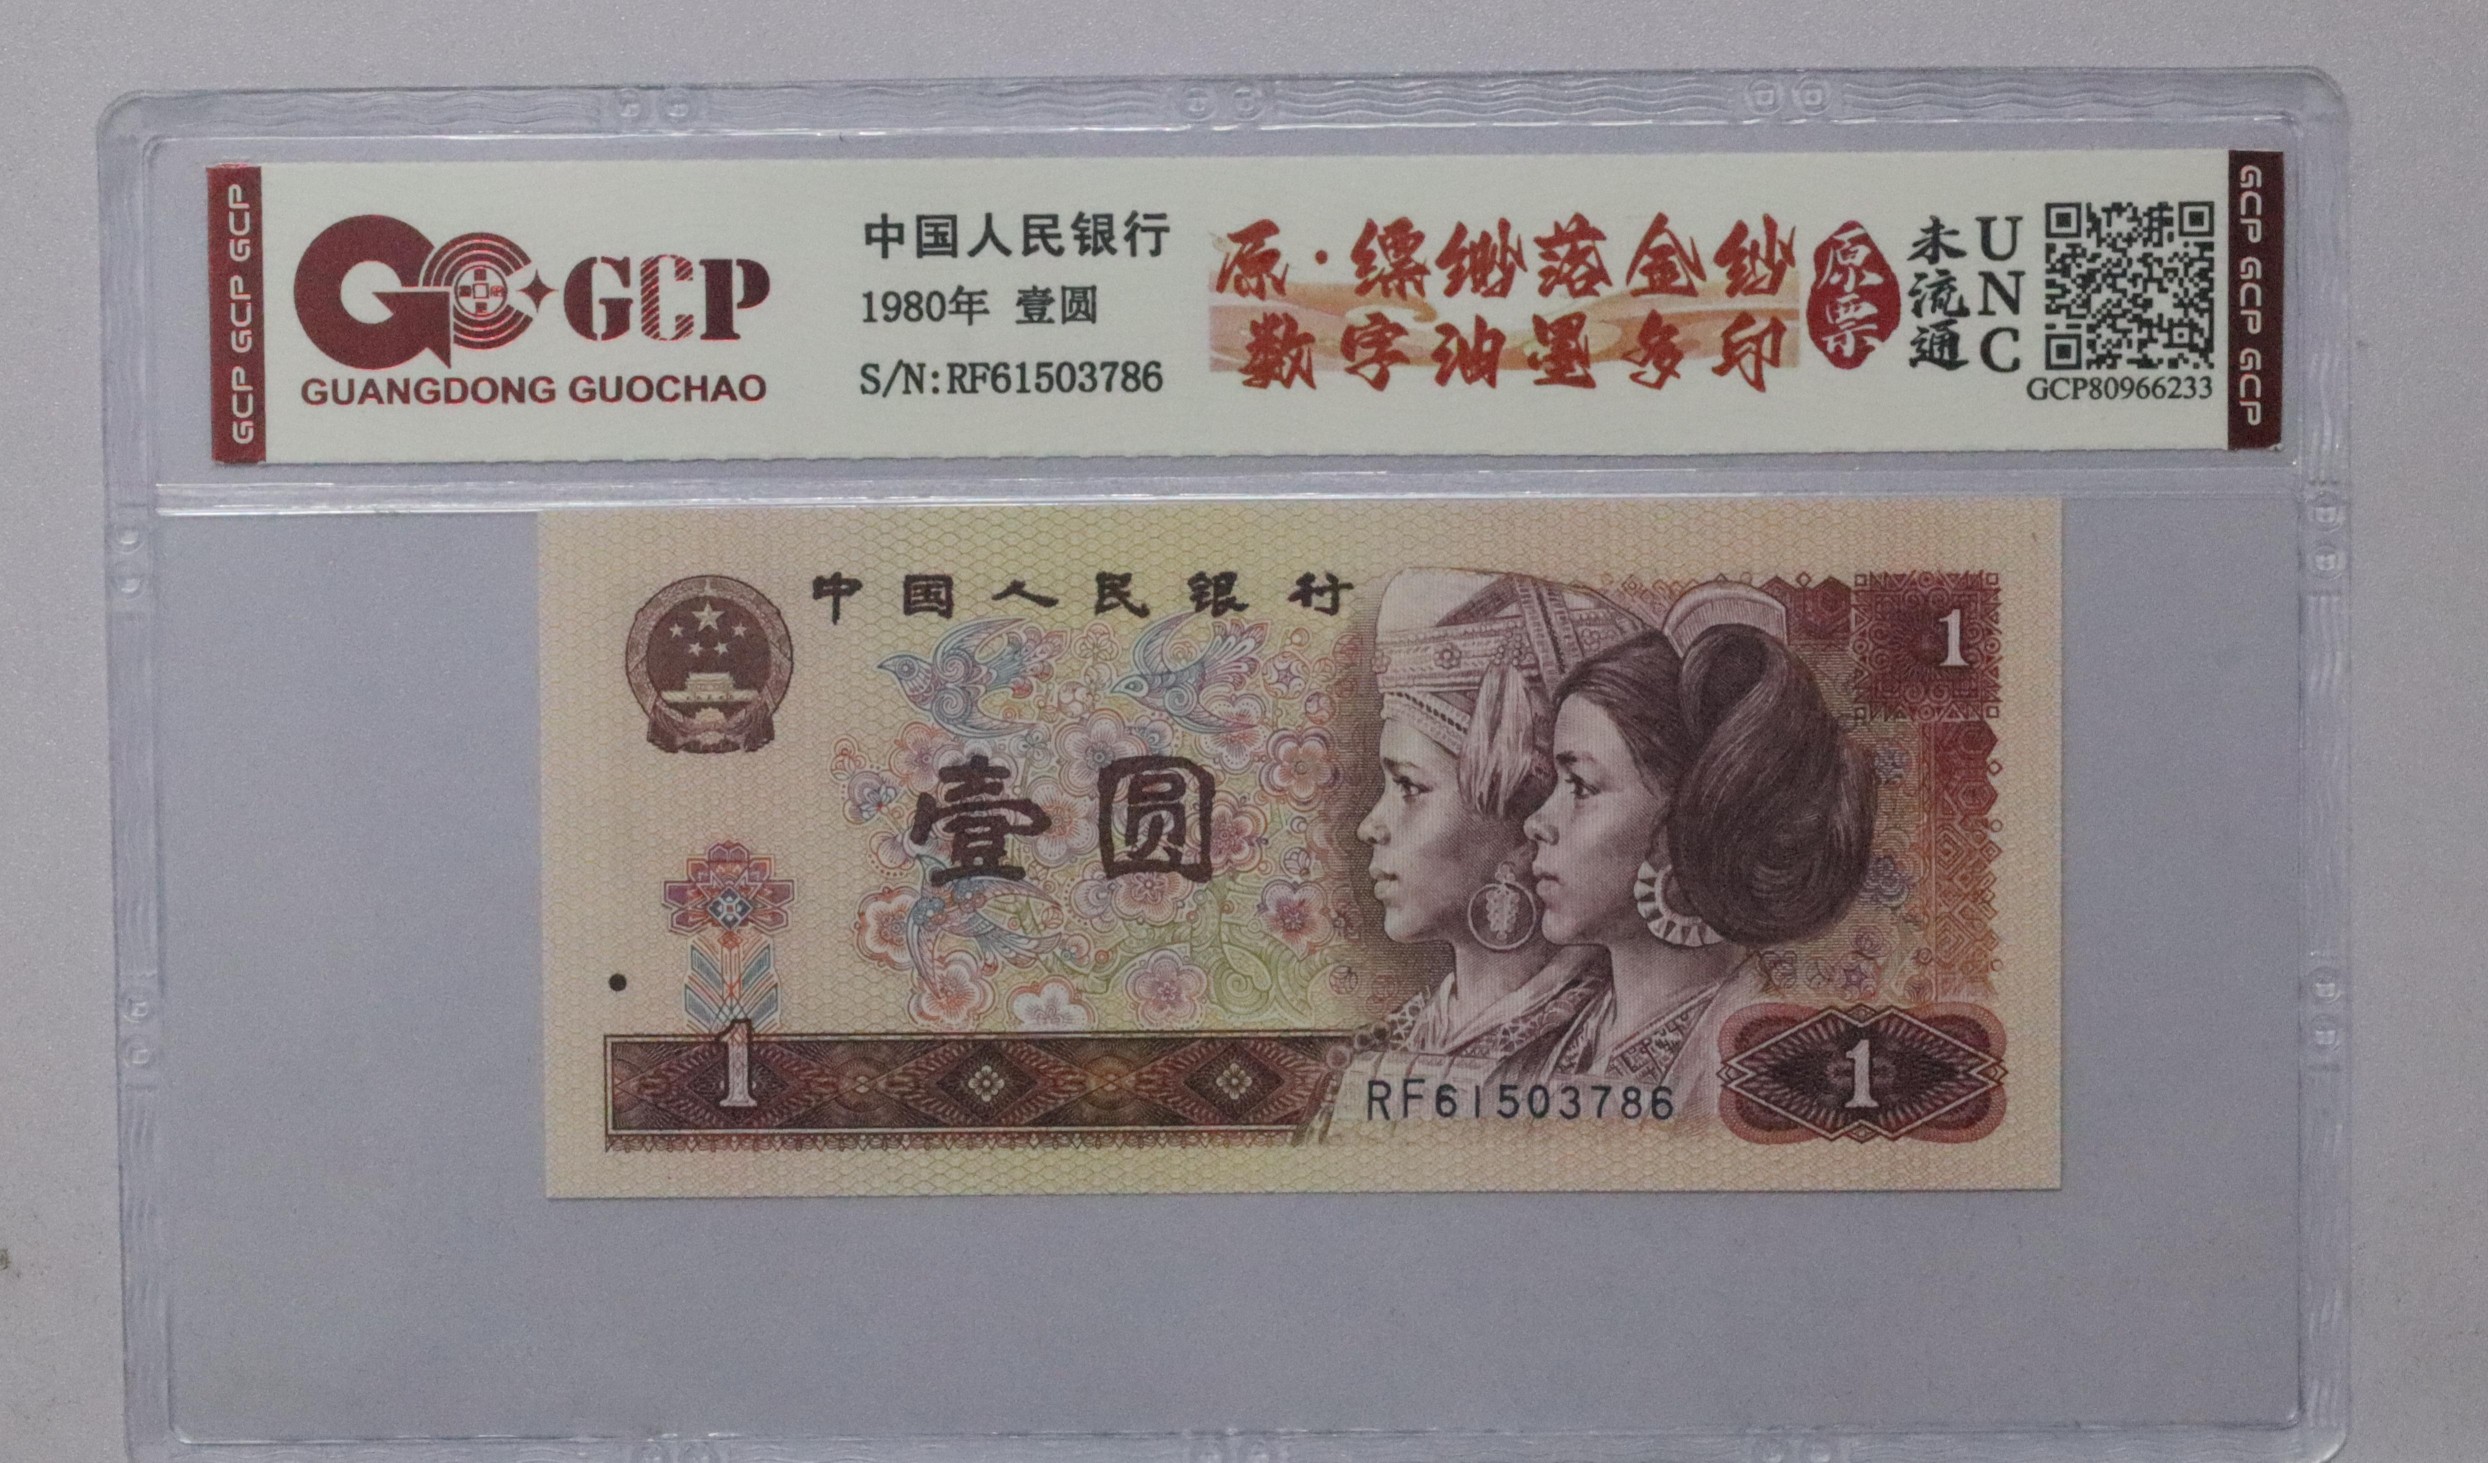 GCP GCP GCP
GCP
GUANGDONG GUOCHAO
中国人民银行
1980年 壹圆
S/N:RF61503786
原·缥缈落金纱
数字油墨多印
原票
未流通
UNC
GCP80966233
GCP GCP GCP
中国人民银行
1
壹圆
1
RF61503786
1